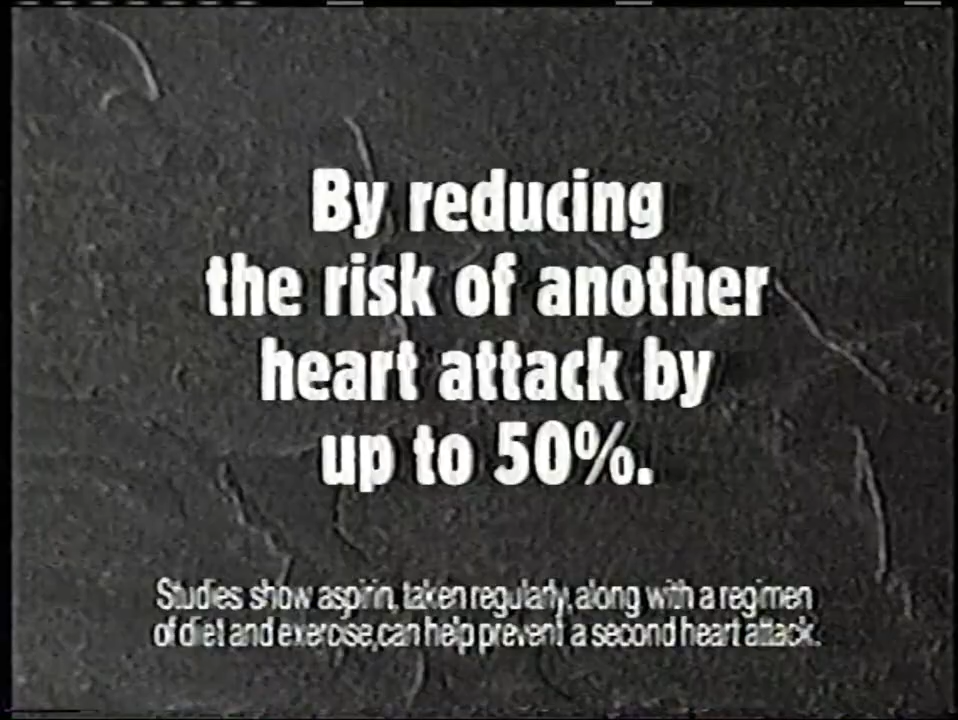 By reducing
the risk of another
heart attack by
up to 50%.
Studies show aspirin, taken regularly, along with a regimen
of diet and exercise, can help prevent a second heart attack.